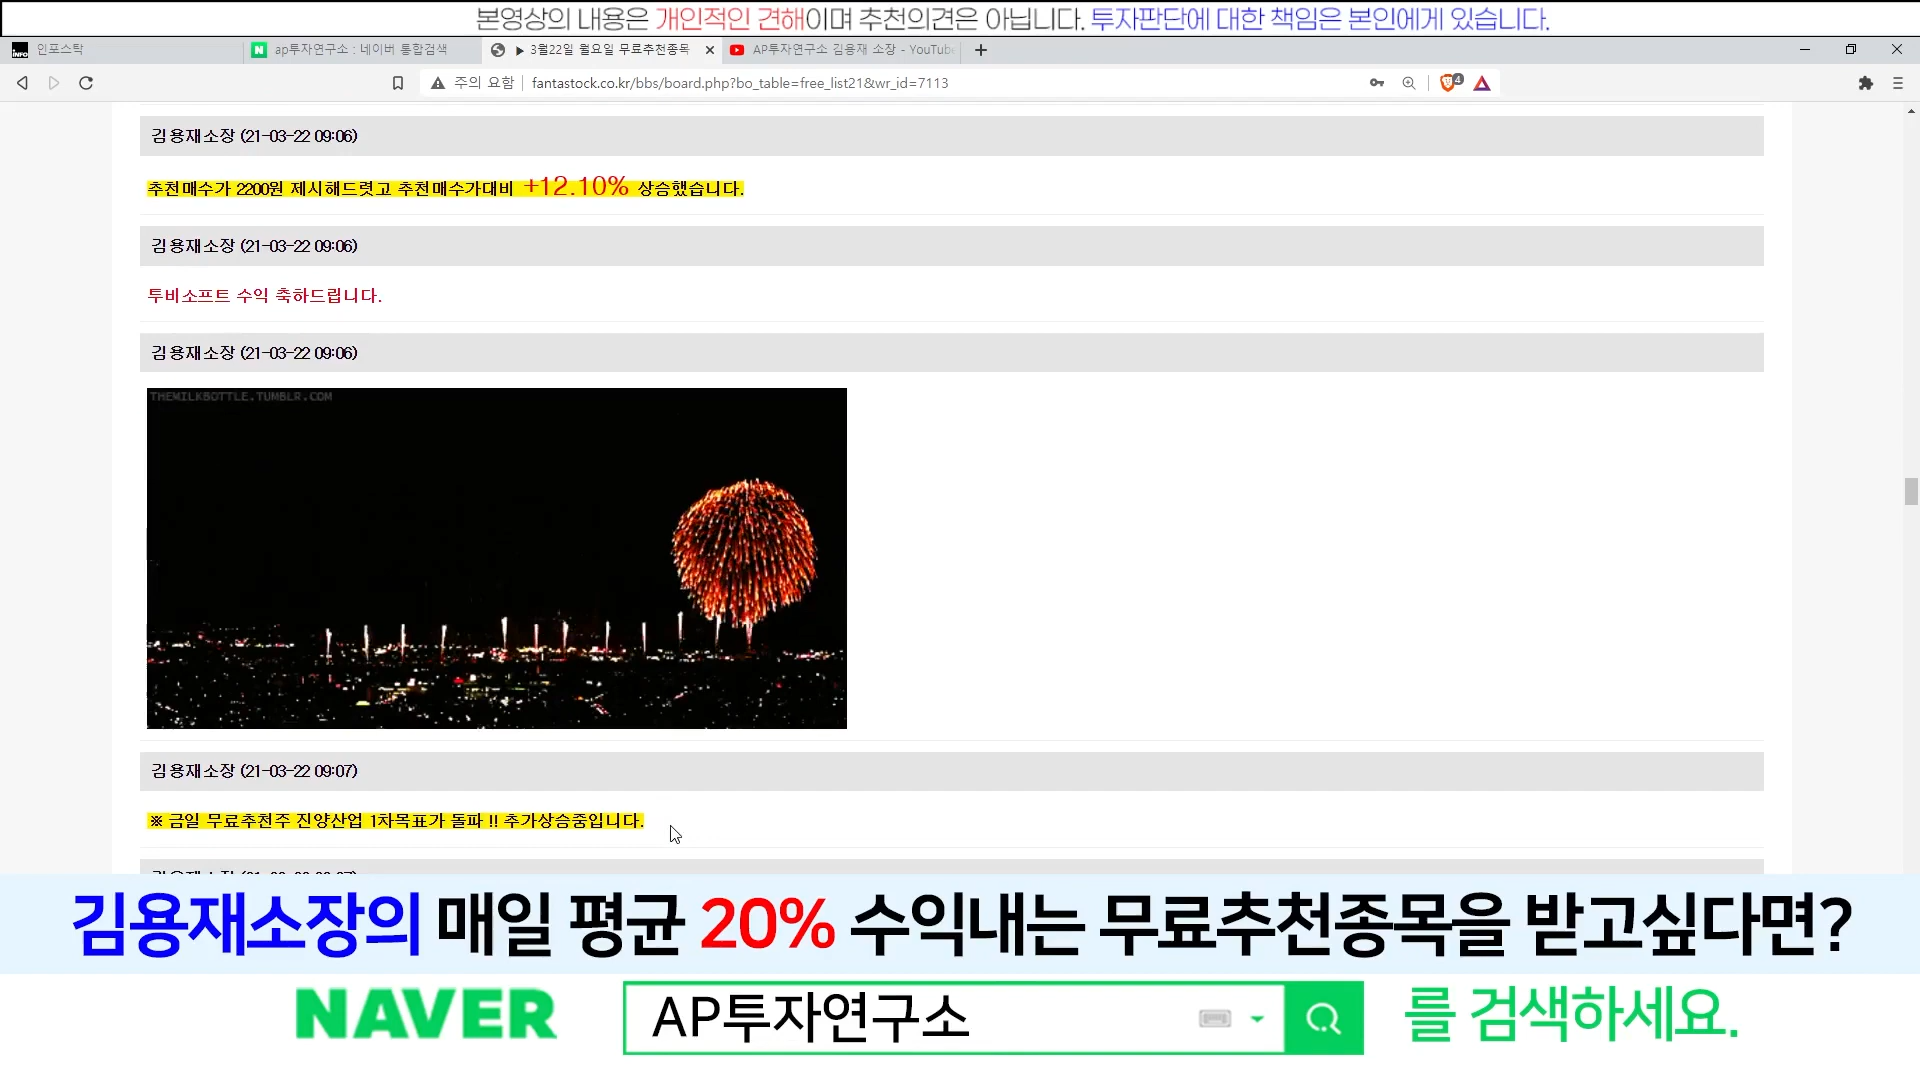 본영상의 내용은 개인적인 견해이며 추천의견은 아닙니다. 투자판단에 대한 책임은 본인에게 있습니다.
인포스탁
ap투자연구소 : 네이버 통합검색
▶ 3월22일 월요일 무료추천종목
AP투자연구소 김용재 소장 - YouTub
주의 요함
fantastock.co.kr/bbs/board.php?bo_table=free_list21&wr_id=7113
4
김용재소장 (21-03-22 09:06)
추천매수가 2200원 제시해드렷고 추천매수가대비 +12.10% 상승했습니다.
김용재소장 (21-03-22 09:06)
투비소프트 수익 축하드립니다.
김용재소장 (21-03-22 09:06)
THEMILKBOTTLE.TUMBLR.COM
김용재소장 (21-03-22 09:07)
※ 금일 무료추천주 진양산업 1차목표가 돌파 !! 추가상승중입니다.
김용재소장의 매일 평균 20% 수익내는 무료추천종목을 받고싶다면?
NAVER AP투자연구소 를 검색하세요.